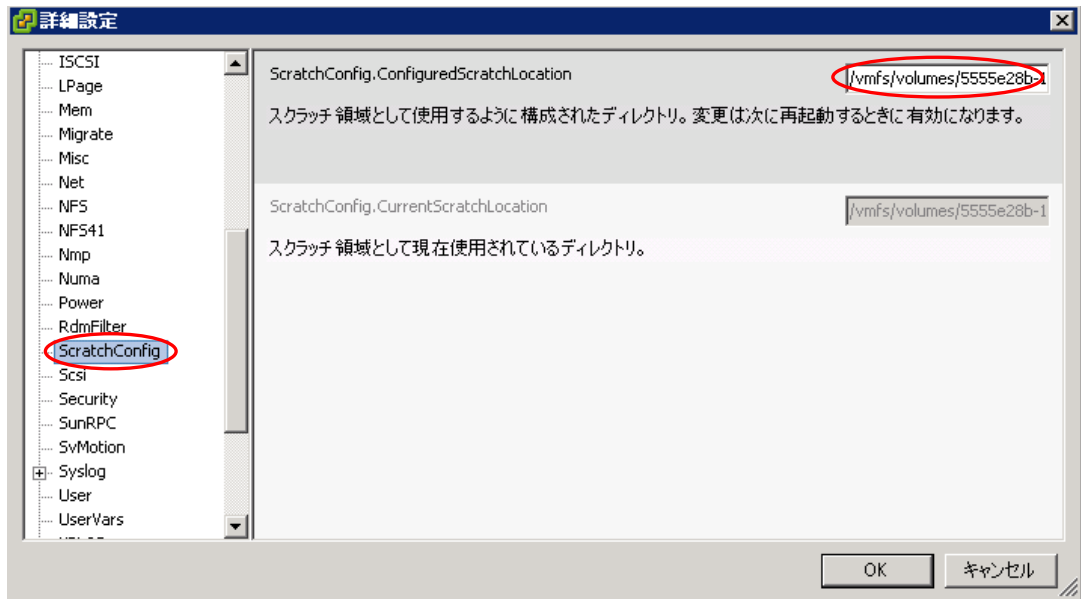 詳細設定
ISCSI
LPage
Mem
Migrate
Misc
Net
NFS
NFS41
Nmp
Numa
Power
RdmFilter
ScratchConfig
Scsi
Security
SunRPC
SvMotion
Syslog
User
UserVars
ScratchConfig.ConfiguredScratchLocation
/vmfs/volumes/5555e28b-1
スクラッチ領域として使用するように構成されたディレクトリ。変更は次に再起動するときに有効になります。
ScratchConfig.CurrentScratchLocation
/vmfs/volumes/5555e28b-1
スクラッチ領域として現在使用されているディレクトリ。
OK
キャンセル